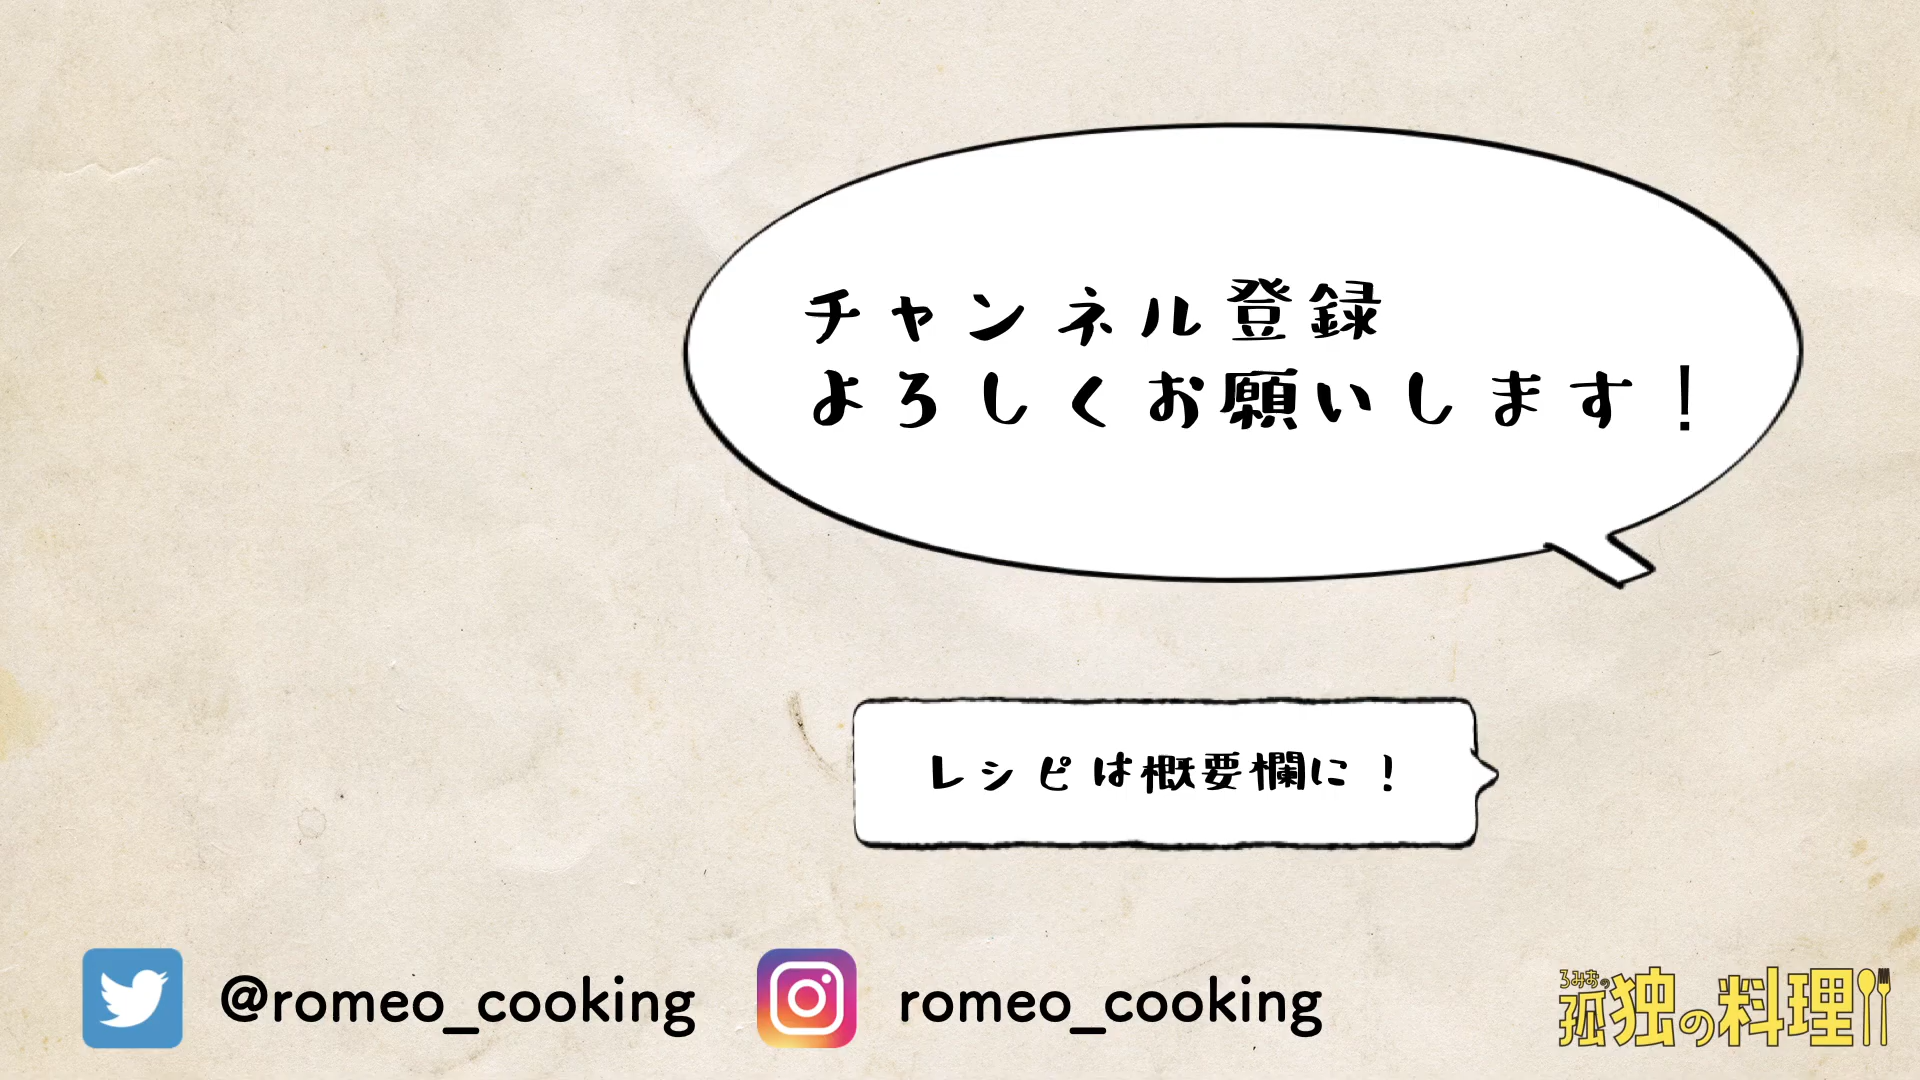 チャンネル登録
よろしくお願いします！
レシピは概要欄に！
@romeo_cooking
romeo_cooking
ろみおの
孤独の料理